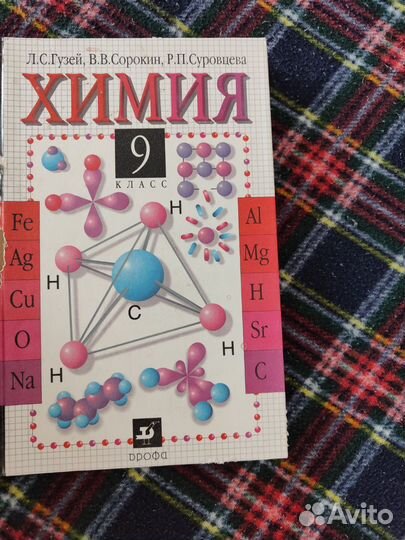 Л.С.Гузей, В.В.Сорокин, Р.П.Суровцева
ХИМИЯ
9
КЛАСС
Fe
Ag
Cu
O
Na
H
H
C
H
H
Al
Mg
H
Sr
C
ДРОФА
Avito